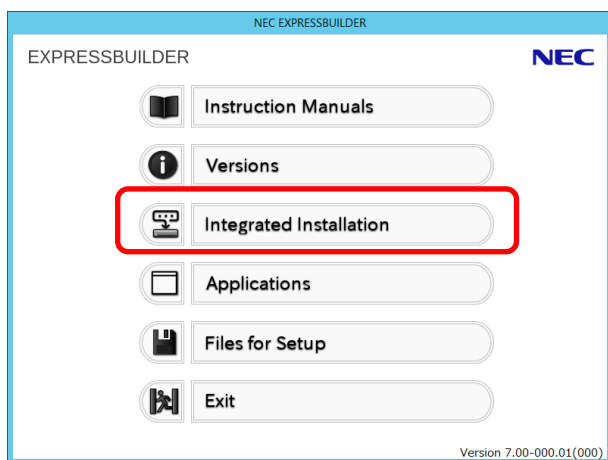 NEC EXPRESSBUILDER
EXPRESSBUILDER
NEC
Instruction Manuals
Versions
Integrated Installation
Applications
Files for Setup
Exit
Version 7.00-000.01(000)